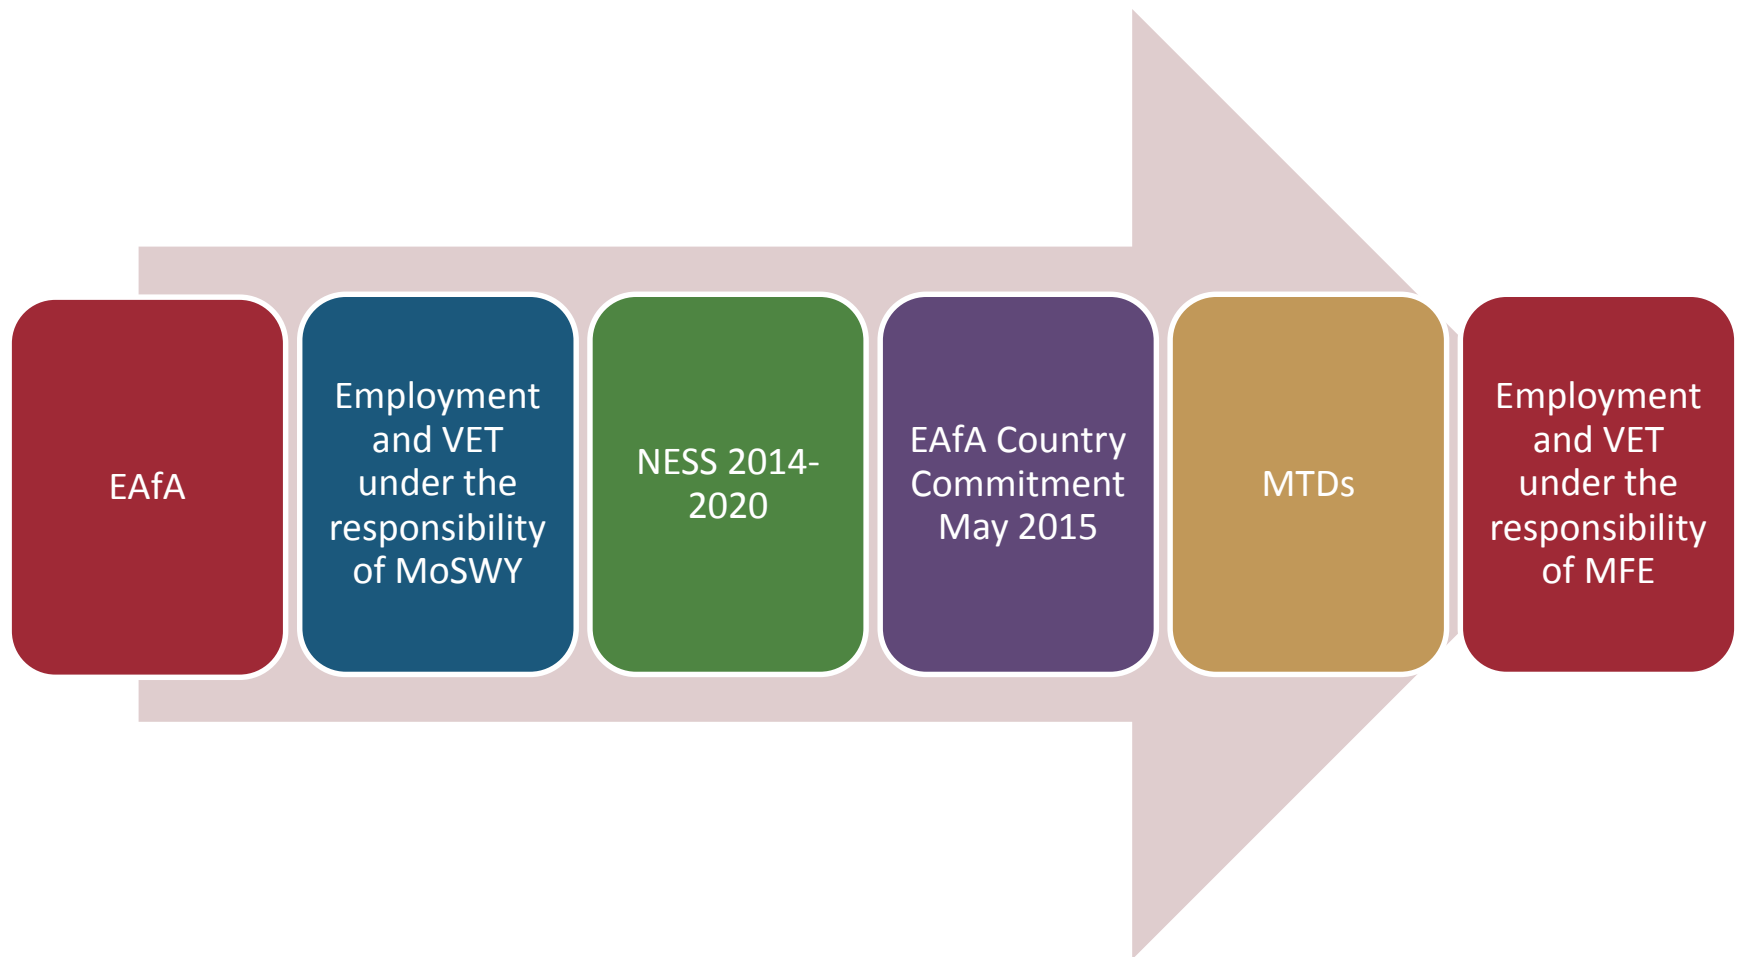 EAfA
Employment
and VET
under the
responsibility
of MoSWY
NESS 2014-
2020
EAfA Country
Commitment
May 2015
MTDs
Employment
and VET
under the
responsibility
of MFE